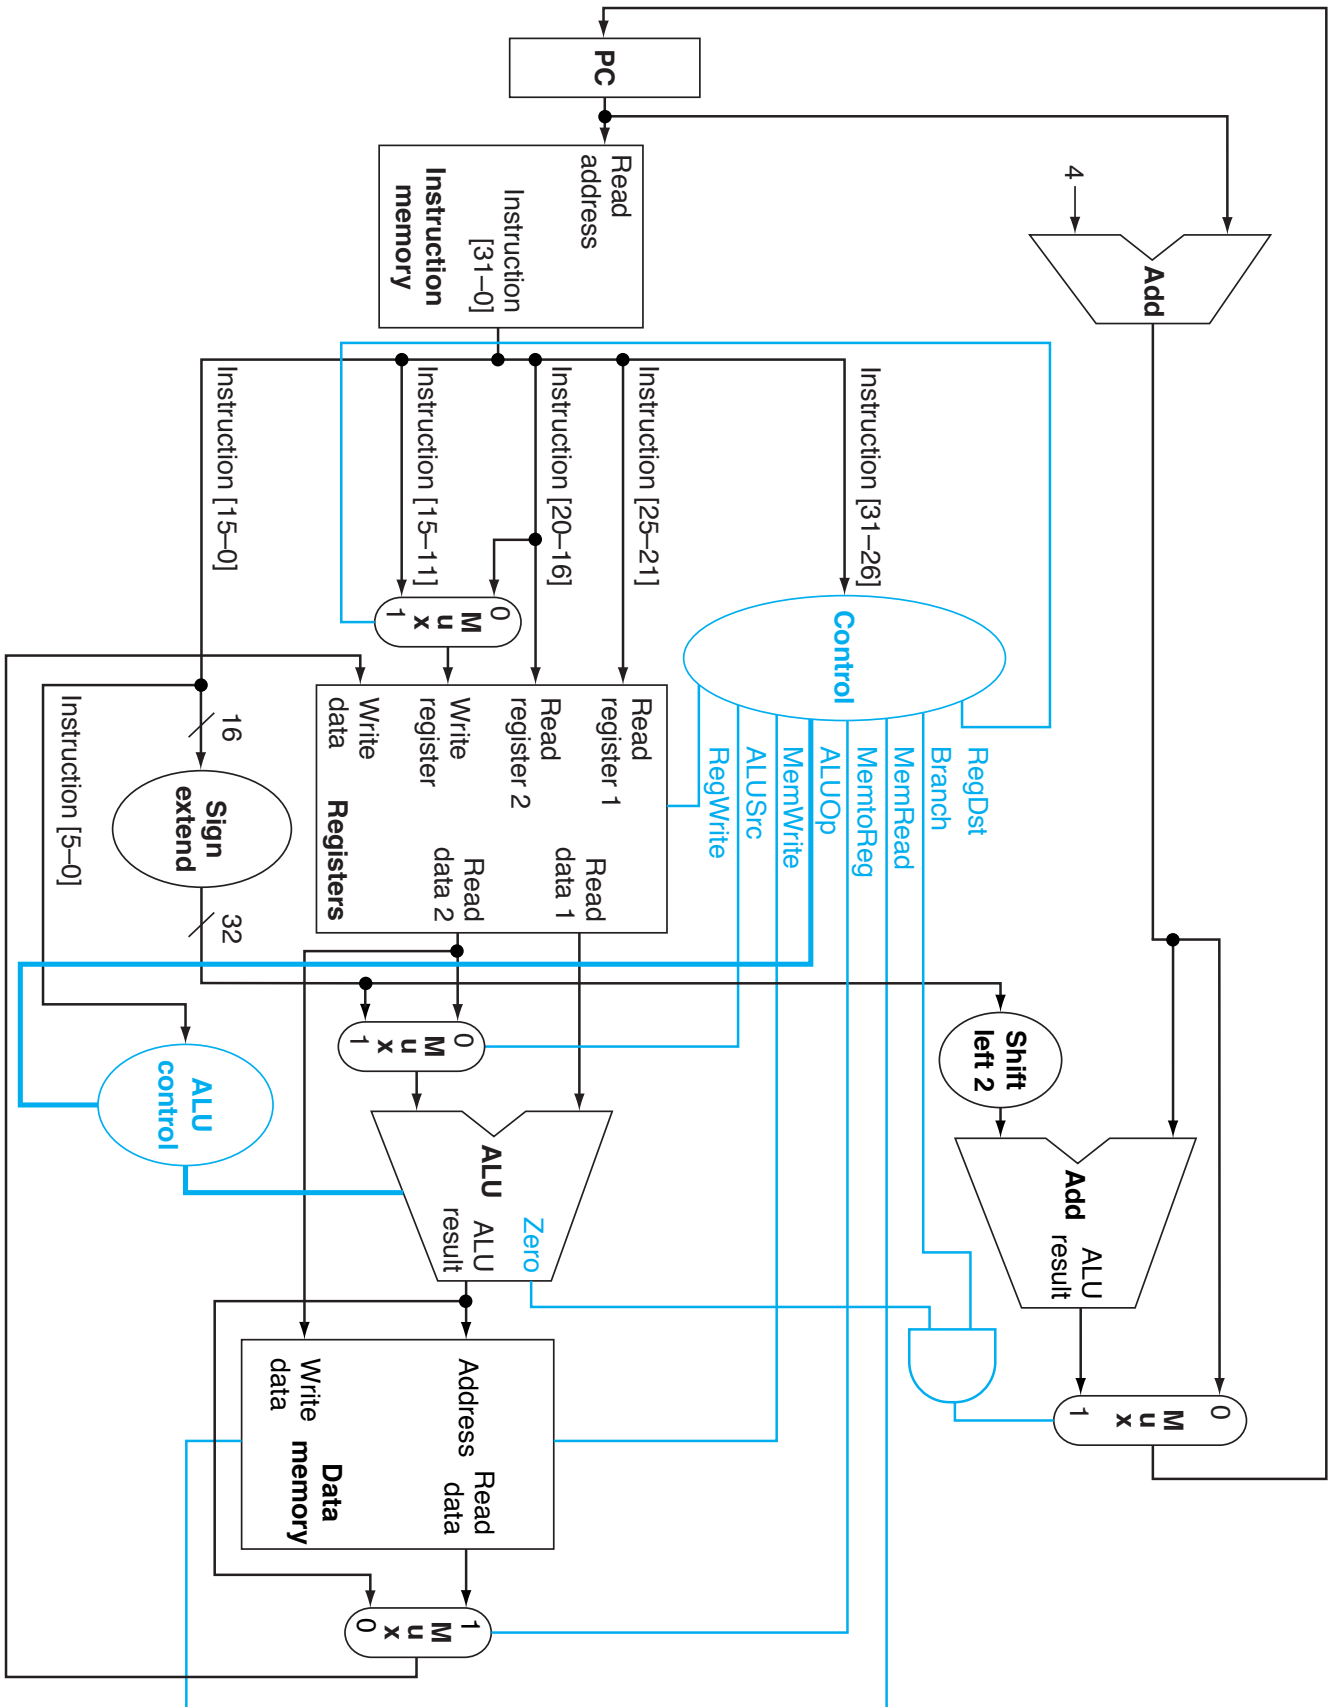 PC
4
Add
Read
address
Instruction
[31–0]
Instruction
memory
Instruction [31–26]
Instruction [25–21]
Instruction [20–16]
Instruction [15–11]
Instruction [15–0]
Instruction [5–0]
0
M
u
x
1
Control
RegDst
Branch
MemRead
MemtoReg
ALUOp
MemWrite
ALUSrc
RegWrite
Read
register 1
Read
register 2
Write
register
Write
data
Read
data 1
Read
data 2
Registers
16
Sign
extend
32
0
M
u
x
1
Shift
left 2
Add
ALU
result
ALU
control
Zero
ALU
ALU
result
0
M
u
x
1
Address
Write
data
Read
data
Data
memory
1
M
u
x
0